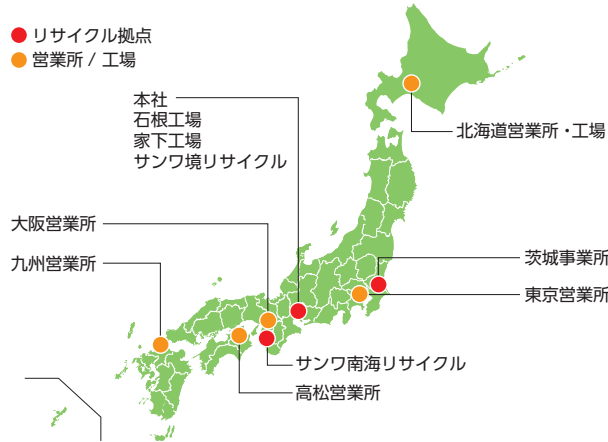 リサイクル拠点
営業所 / 工場
本社
石根工場
家下工場
サンワ境リサイクル
北海道営業所・工場
大阪営業所
九州営業所
茨城事業所
東京営業所
サンワ南海リサイクル
高松営業所